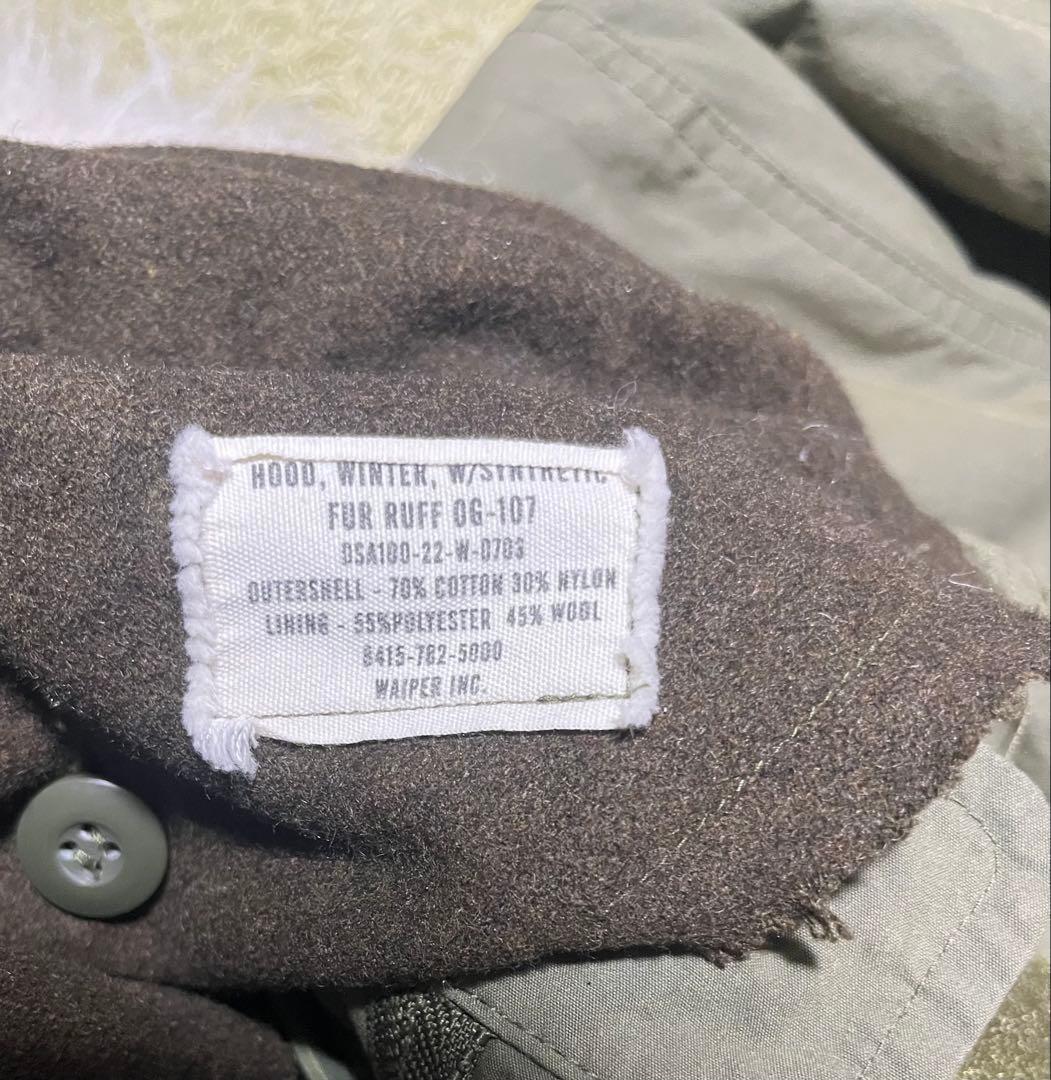 HOOD, WINTER, W/SYNTHETIC
FUR RUFF OG-107
DSA100-22-W-0703
OUTERSHELL - 70% COTTON 30% NYLON
LINING - 55%POLYESTER 45% WOOL
8415-782-5000
WAIPER INC.